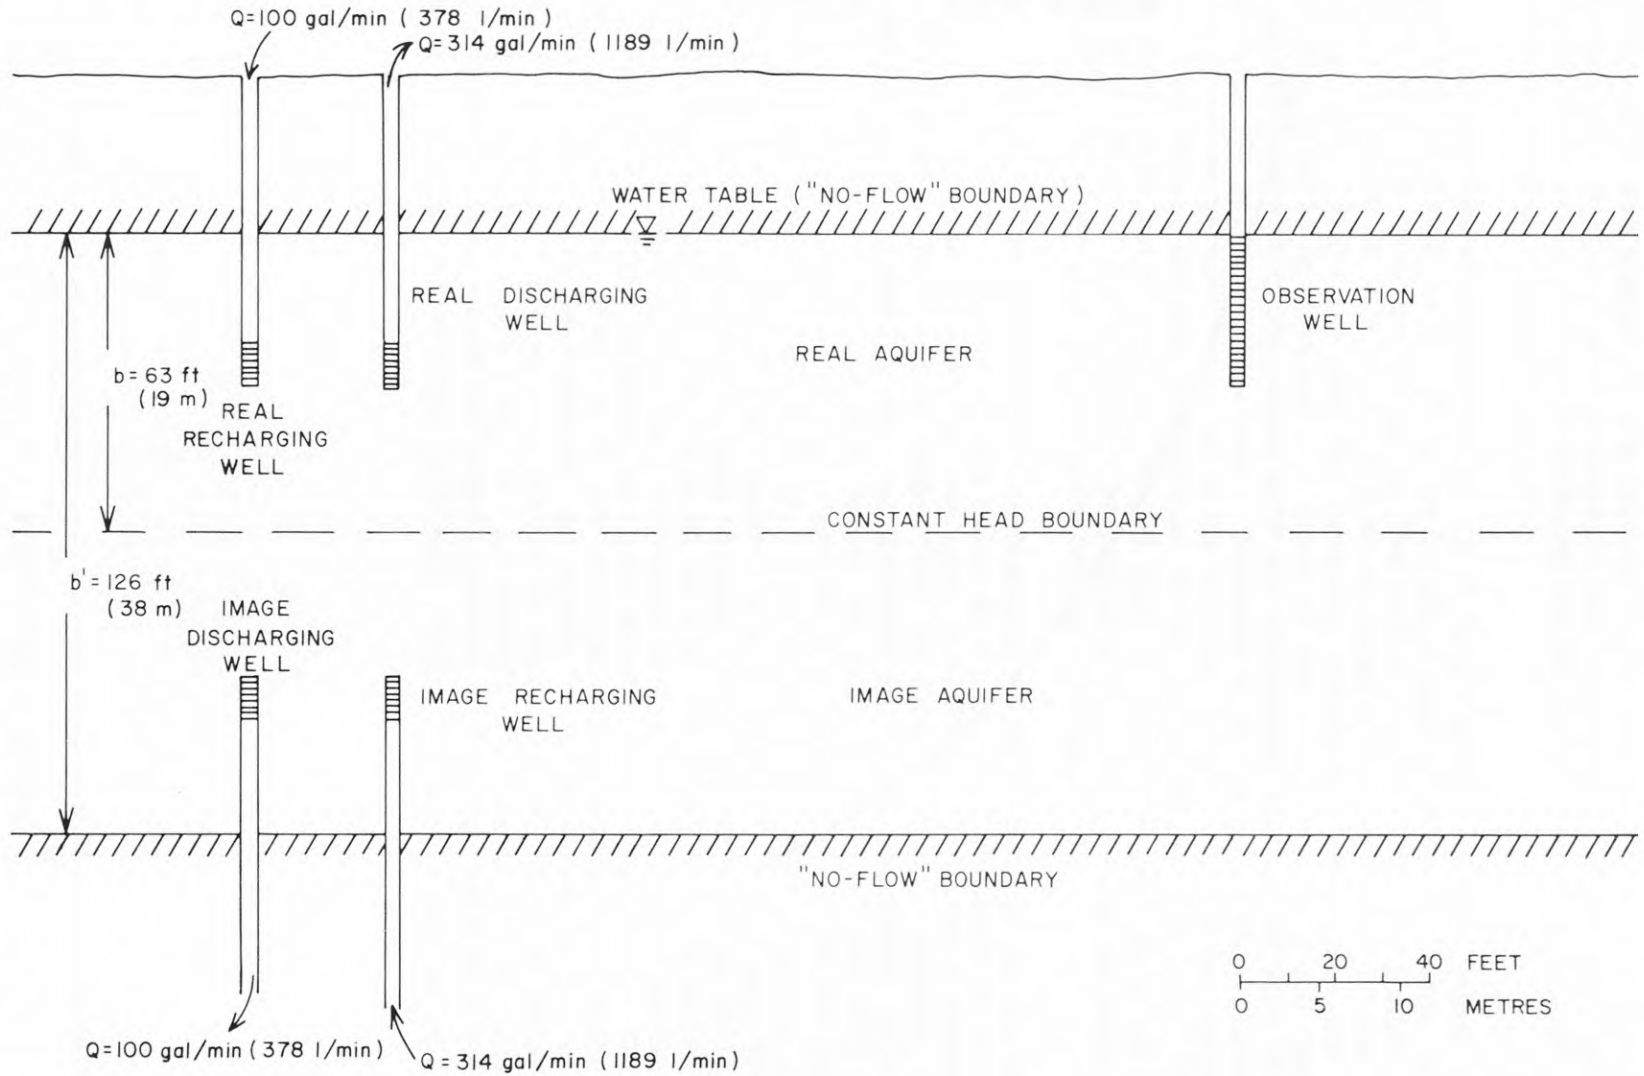 Q=100 gal/min ( 378 l/min)
Q=314 gal/min ( 1189 l/min )
WATER TABLE ("NO-FLOW" BOUNDARY)
REAL DISCHARGING
WELL
OBSERVATION
WELL
REAL AQUIFER
b= 63 ft
(19 m)
REAL
RECHARGING
WELL
CONSTANT HEAD BOUNDARY
b'=126 ft
(38 m)
IMAGE
DISCHARGING
WELL
IMAGE RECHARGING
WELL
IMAGE AQUIFER
"NO-FLOW" BOUNDARY
0 20 40 FEET
0 5 10 METRES
Q=100 gal/min (378 l/min)
Q=314 gal/min (1189 l/min)